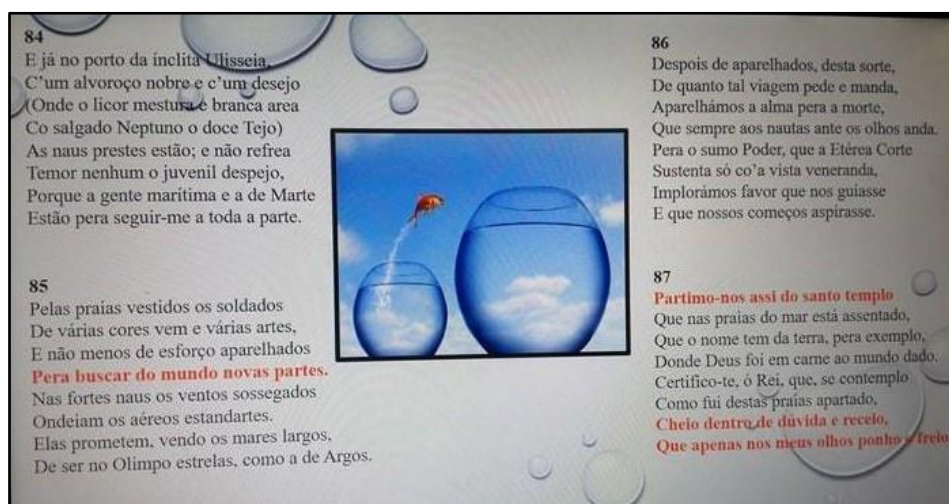 84
E já no porto da ínclita Ulisseia,
C’um alvoroço nobre e c’um desejo
(Onde o licor mestura e branca area
Co salgado Neptuno o doce Tejo)
As naus prestes estão; e não refrea
Temor nenhum o juvenil despejo,
Porque a gente marítima e a de Marte
Estão pera seguir-me a toda a parte.
85
Pelas praias vestidos os soldados
De várias cores vem e várias artes,
E não menos de esforço aparelhados
Pera buscar do mundo novas partes.
Nas fortes naus os ventos sossegados
Ondeiam os aéreos estandartes.
Elas prometem, vendo os mares largos,
De ser no Olimpo estrelas, como a de Argos.
86
Despois de aparelhados, desta sorte,
De quanto tal viagem pede e manda,
Aparelhámos a alma pera a morte,
Que sempre aos nautas ante os olhos anda.
Pera o sumo Poder, que a Etérea Corte
Sustenta só co’a vista veneranda,
Implorámos favor que nos guiasse
E que nossos começos aspirasse.
87
Partimo-nos assi do santo templo
Que nas praias do mar está assentado,
Que o nome tem da terra, pera exemplo,
Donde Deus foi em carne ao mundo dado.
Certifico-te, ó Rei, que, se contemplo
Como fui destas praias apartado,
Cheio dentro de dúvida e receio,
Que apenas nos meus olhos ponho o freio